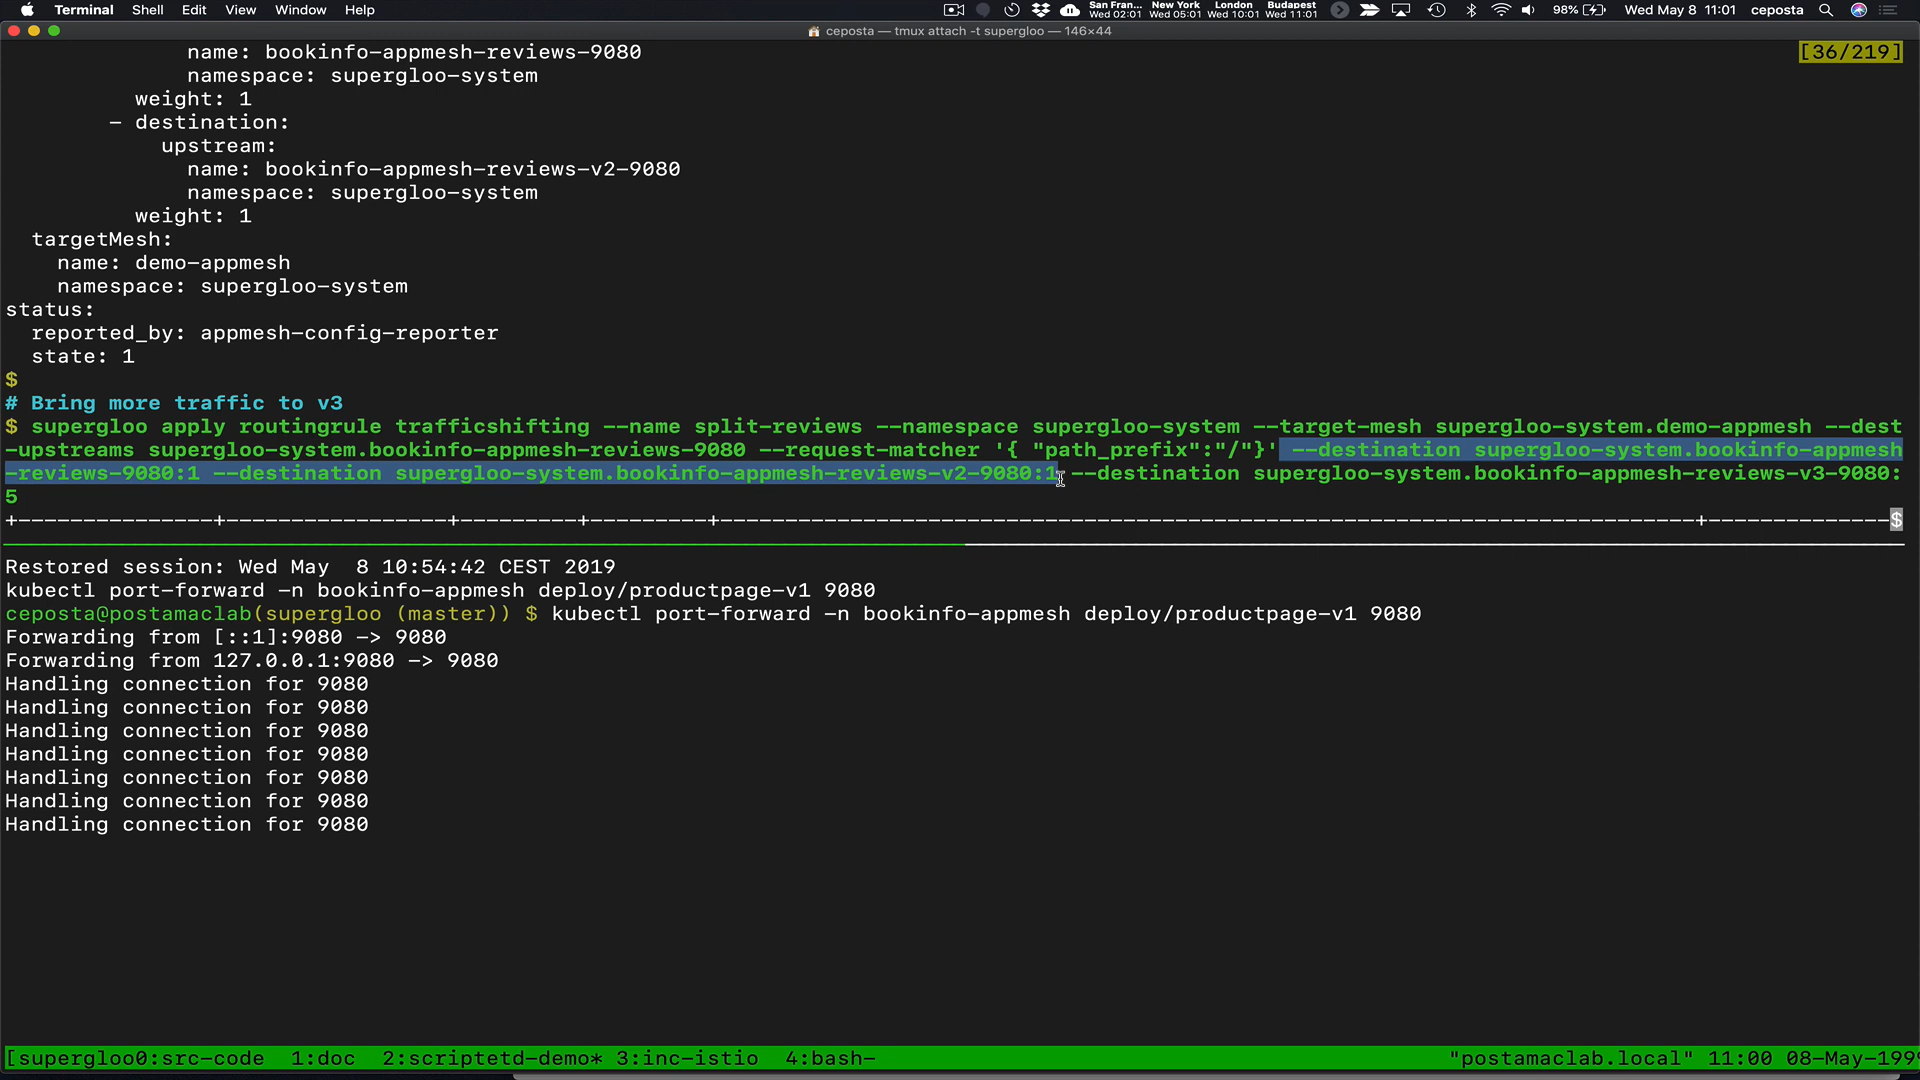 Terminal Shell Edit View Window Help San Fran... Wed 02:01 New York Wed 05:01 London Wed 10:01 Budapest Wed 11:01 98% Wed May 8 11:01 ceposta
ceposta — tmux attach -t supergloo — 146×44
name: bookinfo-appmesh-reviews-9080 [36/219]
namespace: supergloo-system
weight: 1
- destination:
upstream:
name: bookinfo-appmesh-reviews-v2-9080
namespace: supergloo-system
weight: 1
targetMesh:
name: demo-appmesh
namespace: supergloo-system
status:
reported_by: appmesh-config-reporter
state: 1
$
# Bring more traffic to v3
$ supergloo apply routingrule trafficshifting --name split-reviews --namespace supergloo-system --target-mesh supergloo-system.demo-appmesh --dest
-upstreams supergloo-system.bookinfo-appmesh-reviews-9080 --request-matcher '{ "path_prefix":"/"}' --destination supergloo-system.bookinfo-appmesh
-reviews-9080:1 --destination supergloo-system.bookinfo-appmesh-reviews-v2-9080:1 --destination supergloo-system.bookinfo-appmesh-reviews-v3-9080:
5
+---------------+-----------------+---------+---------+---------------------------------------------------------------------------+--------------$
Restored session: Wed May  8 10:54:42 CEST 2019
kubectl port-forward -n bookinfo-appmesh deploy/productpage-v1 9080
ceposta@postamaclab(supergloo (master)) $ kubectl port-forward -n bookinfo-appmesh deploy/productpage-v1 9080
Forwarding from [::1]:9080 -> 9080
Forwarding from 127.0.0.1:9080 -> 9080
Handling connection for 9080
Handling connection for 9080
Handling connection for 9080
Handling connection for 9080
Handling connection for 9080
Handling connection for 9080
Handling connection for 9080
[supergloo0:src-code  1:doc  2:scriptetd-demo* 3:inc-istio  4:bash- "postamaclab.local" 11:00 08-May-199